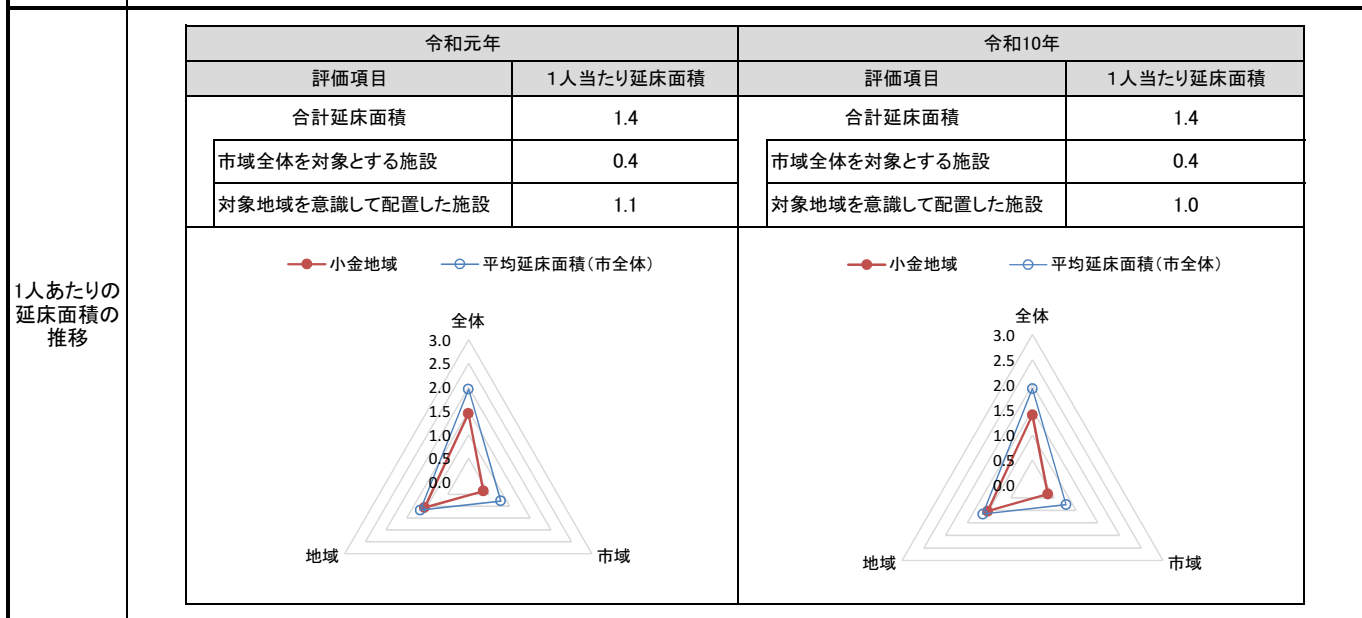 令和元年 令和10年
評価項目 1人当たり延床面積 評価項目 1人当たり延床面積
合計延床面積 1.4 合計延床面積 1.4
市域全体を対象とする施設 0.4 市域全体を対象とする施設 0.4
対象地域を意識して配置した施設 1.1 対象地域を意識して配置した施設 1.0
1人あたりの
延床面積の
推移
小金地域 平均延床面積(市全体)
全体
3.0
2.5
2.0
1.5
1.0
0.5
0.0
地域 市域
小金地域 平均延床面積(市全体)
全体
3.0
2.5
2.0
1.5
1.0
0.5
0.0
地域 市域